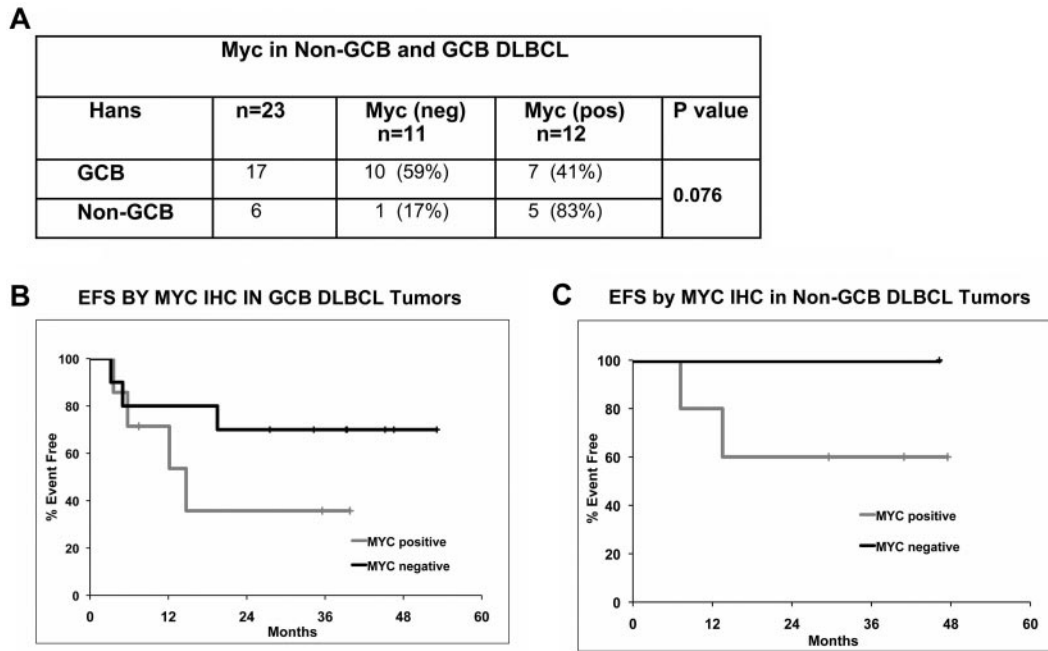 A
Myc in Non-GCB and GCB DLBCL
Hans n=23 Myc (neg) n=11 Myc (pos) n=12 P value
GCB 17 10 (59%) 7 (41%) 0.076
Non-GCB 6 1 (17%) 5 (83%)
B
EFS BY MYC IHC IN GCB DLBCL Tumors
% Event Free
100
80
60
40
20
0
0 12 24 36 48 60
Months
MYC positive
MYC negative
C
EFS by MYC IHC in Non-GCB DLBCL Tumors
% Event Free
100
80
60
40
20
0
0 12 24 36 48 60
Months
MYC positive
MYC negative